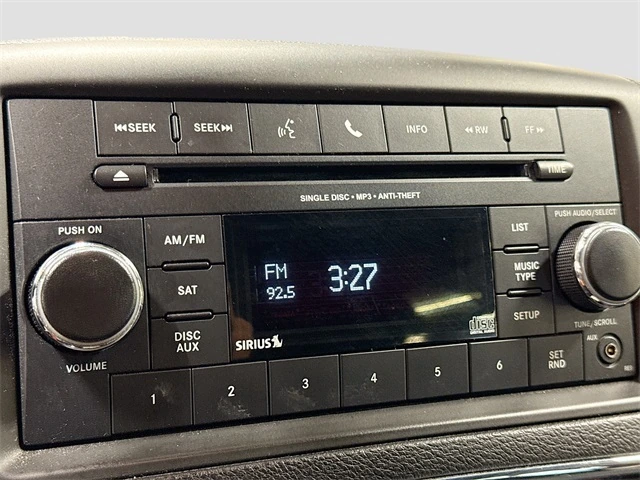 ⏮SEEK SEEK⏭ INFO ◀◀RW FF▶▶
TIME
SINGLE DISC • MP3 • ANTI-THEFT
PUSH ON AM/FM LIST PUSH AUDIO/SELECT
FM 3:27
92.5
SAT MUSIC TYPE
DISC AUX SETUP
SIRIUS disc
VOLUME TUNE/SCROLL
AUX
1 2 3 4 5 6 SET RND